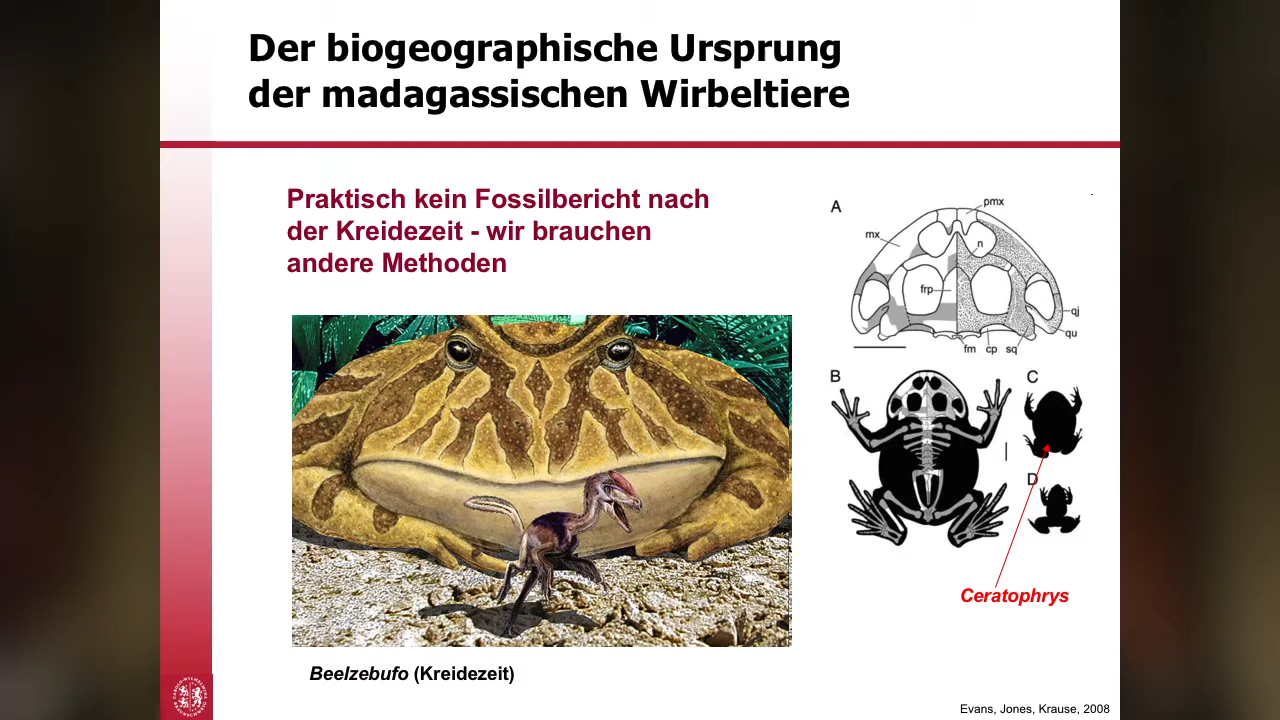 Der biogeographische Ursprung
der madagassischen Wirbeltiere
Praktisch kein Fossilbericht nach
der Kreidezeit - wir brauchen
andere Methoden
A
pmx
mx
n
frp
qj
qu
fm
cp
sq
B
C
D
Ceratophrys
Beelzebufo (Kreidezeit)
Evans, Jones, Krause, 2008